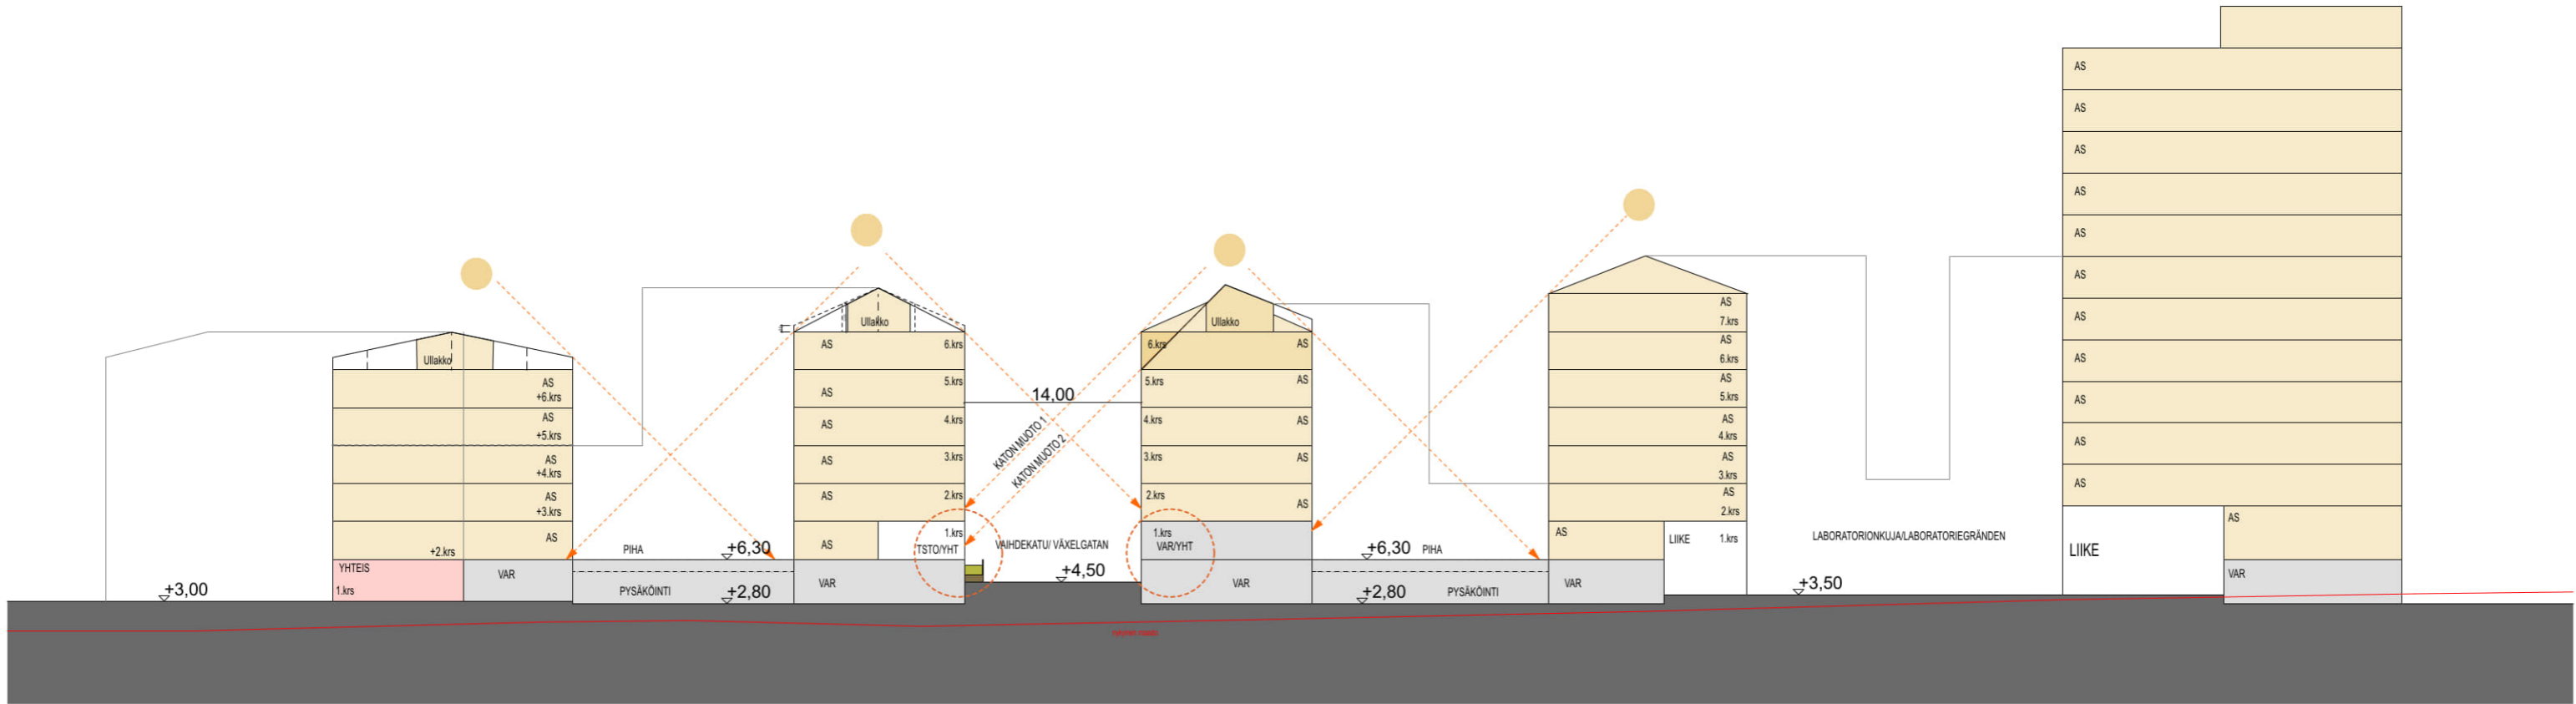 Ullakko
AS
+6.krs
AS
+5.krs
AS
+4.krs
AS
+3.krs
AS
+2.krs
YHTEIS
1.krs
VAR
+3,00
PIHA
+6,30
PYSÄKÖINTI
+2,80
Ullakko
AS 6.krs
AS 5.krs
AS 4.krs
AS 3.krs
AS 2.krs
AS
1.krs
TSTO/YHT
VAR
14,00
KATON MUOTO 1
KATON MUOTO 2
VAIHDEKATU/ VÄXELGATAN
+4,50
Ullakko
6.krs AS
5.krs AS
4.krs AS
3.krs AS
2.krs AS
1.krs
VAR/YHT
VAR
+6,30 PIHA
+2,80 PYSÄKÖINTI
AS
7.krs
AS
6.krs
AS
5.krs
AS
4.krs
AS
3.krs
AS
2.krs
AS
LIIKE 1.krs
VAR
LABORATORIONKUJA/LABORATORIEGRÄNDEN
+3,50
AS
AS
AS
AS
AS
AS
AS
AS
AS
AS
AS
LIIKE
AS
VAR